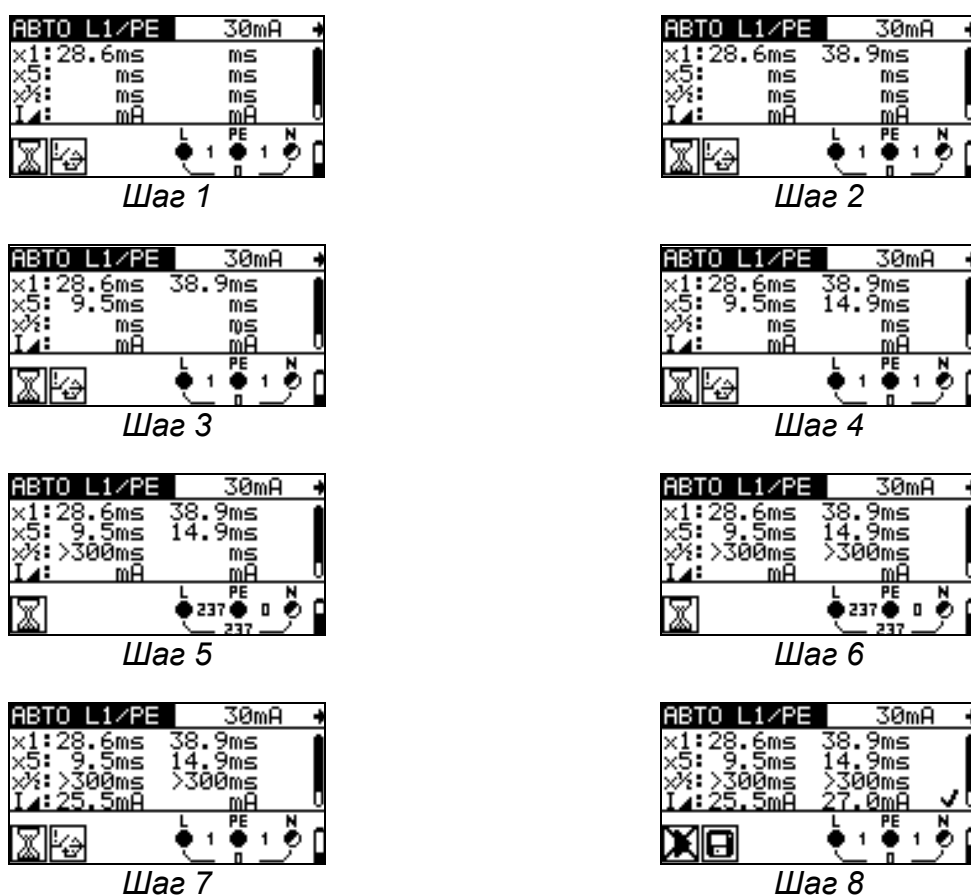 АВТО L1/PE 30mA
x1:28.6ms ms
x5: ms ms
x½: ms ms
I◢: mA mA
L PE N
1 1
0
Шаг 1
АВТО L1/PE 30mA
x1:28.6ms 38.9ms
x5: ms ms
x½: ms ms
I◢: mA mA
L PE N
1 1
0
Шаг 2
АВТО L1/PE 30mA
x1:28.6ms 38.9ms
x5: 9.5ms ms
x½: ms ms
I◢: mA mA
L PE N
1 1
0
Шаг 3
АВТО L1/PE 30mA
x1:28.6ms 38.9ms
x5: 9.5ms 14.9ms
x½: ms ms
I◢: mA mA
L PE N
1 1
0
Шаг 4
АВТО L1/PE 30mA
x1:28.6ms 38.9ms
x5: 9.5ms 14.9ms
x½:>300ms ms
I◢: mA mA
L PE N
237 0
237
Шаг 5
АВТО L1/PE 30mA
x1:28.6ms 38.9ms
x5: 9.5ms 14.9ms
x½:>300ms >300ms
I◢: mA mA
L PE N
237 0
237
Шаг 6
АВТО L1/PE 30mA
x1:28.6ms 38.9ms
x5: 9.5ms 14.9ms
x½:>300ms >300ms
I◢:25.5mA mA
L PE N
1 1
0
Шаг 7
АВТО L1/PE 30mA
x1:28.6ms 38.9ms
x5: 9.5ms 14.9ms
x½:>300ms >300ms
I◢:25.5mA 27.0mA ✓
L PE N
1 1
0
Шаг 8